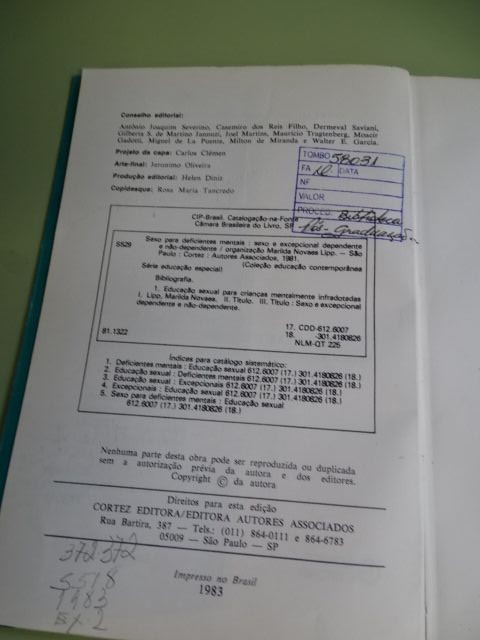 Conselho editorial:
Antônio Joaquim Severino, Casemiro dos Reis Filho, Dermeval Saviani,
Gilberta S. de Martino Jannuzi, Joel Martins, Maurício Tragtenberg, Moacir
Gadotti, Miguel de La Puente, Milton de Miranda e Walter E. Garcia.
Projeto da capa: Carlos Clémen
Arte-final: Jeronimo Oliveira
Produção editorial: Helen Diniz
Copidesque: Rosa Maria Tancredo
TOMBO 58031
FA D. DATA
NF
VALOR
PROCED. Biblioteca
Pós-Graduação
CIP-Brasil. Catalogação-na-Fonte
Câmara Brasileira do Livro, SP
S529 Sexo para deficientes mentais : sexo e excepcional dependente
e não-dependente / organização Marilda Novaes Lipp. — São
Paulo : Cortez : Autores Associados, 1981.
(Coleção educação contemporânea
Série educação especial)
Bibliografia.
1. Educação sexual para crianças mentalmente infradotadas
I. Lipp, Marilda Novaes. II. Título. III. Título : Sexo e excepcional
dependente e não-dependente.
17. CDD-612.6007
18. -301.4180826
81.1322 NLM-QT 225
Índices para catálogo sistemático:
1. Deficientes mentais : Educação sexual 612.6007 (17.) 301.4180826 (18.)
2. Educação sexual : Deficientes mentais 612.6007 (17.) 301.4180826 (18.)
3. Educação sexual : Excepcionais 612.6007 (17.) 301.4180826 (18.)
4. Excepcionais : Educação sexual 612.6007 (17.) 301.4180826 (18.)
5. Sexo para deficientes mentais : Educação sexual
612.6007 (17.) 301.4180826 (18.)
Nenhuma parte desta obra pode ser reproduzida ou duplicada
sem a autorização prévia da autora e dos editores.
Copyright © da autora
Direitos para esta edição
CORTEZ EDITORA/EDITORA AUTORES ASSOCIADOS
Rua Bartira, 387 — Tels.: (011) 864-0111 e 864-6783
05009 — São Paulo — SP
Impresso no Brasil
1983
372 372
S518
1983
Ex 2